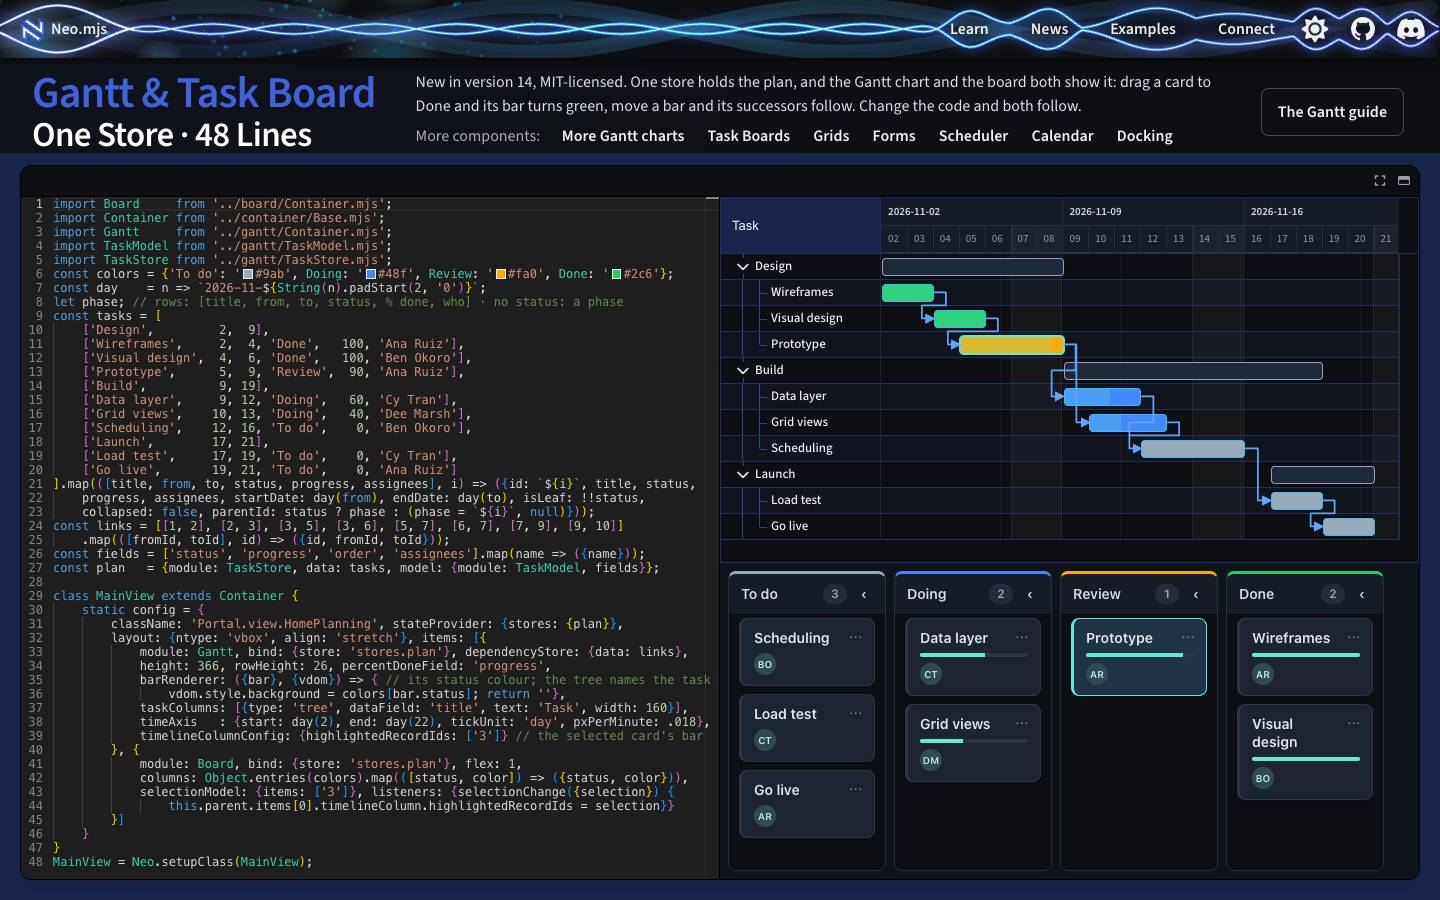 Neo.mjs
Learn News Examples Connect
Gantt & Task Board
One Store · 48 Lines
New in version 14, MIT-licensed. One store holds the plan, and the Gantt chart and the board both show it: drag a card to
Done and its bar turns green, move a bar and its successors follow. Change the code and both follow.
More components: More Gantt charts Task Boards Grids Forms Scheduler Calendar Docking
The Gantt guide
1 import Board     from '../board/Container.mjs';
2 import Container from '../container/Base.mjs';
3 import Gantt     from '../gantt/Container.mjs';
4 import TaskModel from '../gantt/TaskModel.mjs';
5 import TaskStore from '../gantt/TaskStore.mjs';
6 const colors = {'To do': '#9ab', Doing: '#48f', Review: '#fa0', Done: '#2c6'};
7 const day    = n => `2026-11-${String(n).padStart(2, '0')}`;
8 let phase; // rows: [title, from, to, status, % done, who] · no status: a phase
9 const tasks = [
10     ['Design',         2,  9],
11     ['Wireframes',     2,  4, 'Done',   100, 'Ana Ruiz'],
12     ['Visual design',  4,  6, 'Done',   100, 'Ben Okoro'],
13     ['Prototype',      5,  9, 'Review',  90, 'Ana Ruiz'],
14     ['Build',          9, 19],
15     ['Data layer',     9, 12, 'Doing',   60, 'Cy Tran'],
16     ['Grid views',    10, 13, 'Doing',   40, 'Dee Marsh'],
17     ['Scheduling',    12, 16, 'To do',    0, 'Ben Okoro'],
18     ['Launch',        17, 21],
19     ['Load test',     17, 19, 'To do',    0, 'Cy Tran'],
20     ['Go live',       19, 21, 'To do',    0, 'Ana Ruiz']
21 ].map(([title, from, to, status, progress, assignees], i) => ({id: `${i}`, title, status,
22     progress, assignees, startDate: day(from), endDate: day(to), isLeaf: !!status,
23     collapsed: false, parentId: status ? phase : (phase = `${i}`, null)}));
24 const links = [[1, 2], [2, 3], [3, 5], [3, 6], [5, 7], [6, 7], [7, 9], [9, 10]]
25     .map(([fromId, toId], id) => ({id, fromId, toId}));
26 const fields = ['status', 'progress', 'order', 'assignees'].map(name => ({name}));
27 const plan   = {module: TaskStore, data: tasks, model: {module: TaskModel, fields}};
28
29 class MainView extends Container {
30     static config = {
31         className: 'Portal.view.HomePlanning', stateProvider: {stores: {plan}},
32         layout: {ntype: 'vbox', align: 'stretch'}, items: [{
33             module: Gantt, bind: {store: 'stores.plan'}, dependencyStore: {data: links},
34             height: 366, rowHeight: 26, percentDoneField: 'progress',
35             barRenderer: ({bar}, {vdom}) => { // its status colour; the tree names the task
36                 vdom.style.background = colors[bar.status]; return ''},
37             taskColumns: [{type: 'tree', dataField: 'title', text: 'Task', width: 160}],
38             timeAxis   : {start: day(2), end: day(22), tickUnit: 'day', pxPerMinute: .018},
39             timelineColumnConfig: {highlightedRecordIds: ['3']} // the selected card's bar
40         }, {
41             module: Board, bind: {store: 'stores.plan'}, flex: 1,
42             columns: Object.entries(colors).map(([status, color]) => ({status, color})),
43             selectionModel: {items: ['3']}, listeners: {selectionChange({selection}) {
44                 this.parent.items[0].timelineColumn.highlightedRecordIds = selection}}
45         }]
46     }
47 }
48 MainView = Neo.setupClass(MainView);
Task
2026-11-02 2026-11-09 2026-11-16
02 03 04 05 06 07 08 09 10 11 12 13 14 15 16 17 18 19 20 21
Design
Wireframes
Visual design
Prototype
Build
Data layer
Grid views
Scheduling
Launch
Load test
Go live
To do 3
Scheduling
BO
Load test
CT
Go live
AR
Doing 2
Data layer
CT
Grid views
DM
Review 1
Prototype
AR
Done 2
Wireframes
AR
Visual
design
BO